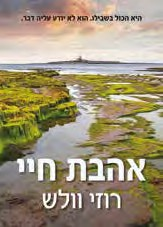 היא הכול בשבילו. הוא לא יודע עליה דבר.
אהבת חיי
רוזי וולש